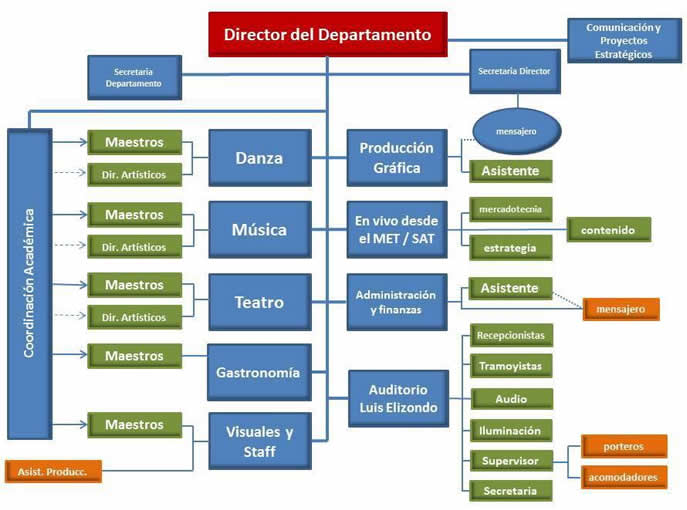 Director del Departamento
Comunicación y
Proyectos
Estratégicos
Secretaria
Departamento
Secretaria Director
mensajero
Coordinación Académica
Maestros
Dir. Artísticos
Danza
Producción
Gráfica
Asistente
Maestros
Dir. Artísticos
Música
En vivo desde
el MET / SAT
mercadotecnia
estrategia
contenido
Maestros
Dir. Artísticos
Teatro
Administración
y finanzas
Asistente
mensajero
Maestros
Gastronomía
Auditorio
Luis Elizondo
Recepcionistas
Tramoyistas
Audio
Iluminación
Supervisor
Secretaria
porteros
acomodadores
Maestros
Visuales y
Staff
Asist. Producc.